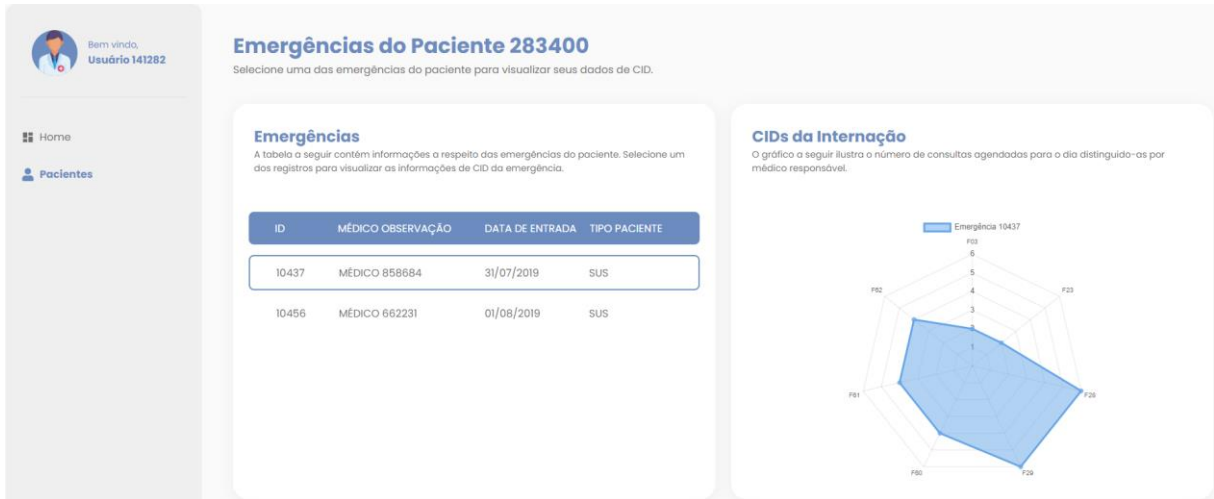 Bem vindo,
Usuário 141282
Home
Pacientes
Emergências do Paciente 283400
Selecione uma das emergências do paciente para visualizar seus dados de CID.
Emergências
A tabela a seguir contém informações a respeito das emergências do paciente. Selecione um
dos registros para visualizar as informações de CID da emergência.
ID MÉDICO OBSERVAÇÃO DATA DE ENTRADA TIPO PACIENTE
10437 MÉDICO 858684 31/07/2019 SUS
10456 MÉDICO 662231 01/08/2019 SUS
CIDs da Internação
O gráfico a seguir ilustra o número de consultas agendadas para o dia distinguido-as por
médico responsável.
Emergência 10437
F03
6
5
4
3
2
1
F23
F28
F29
F60
F61
F62